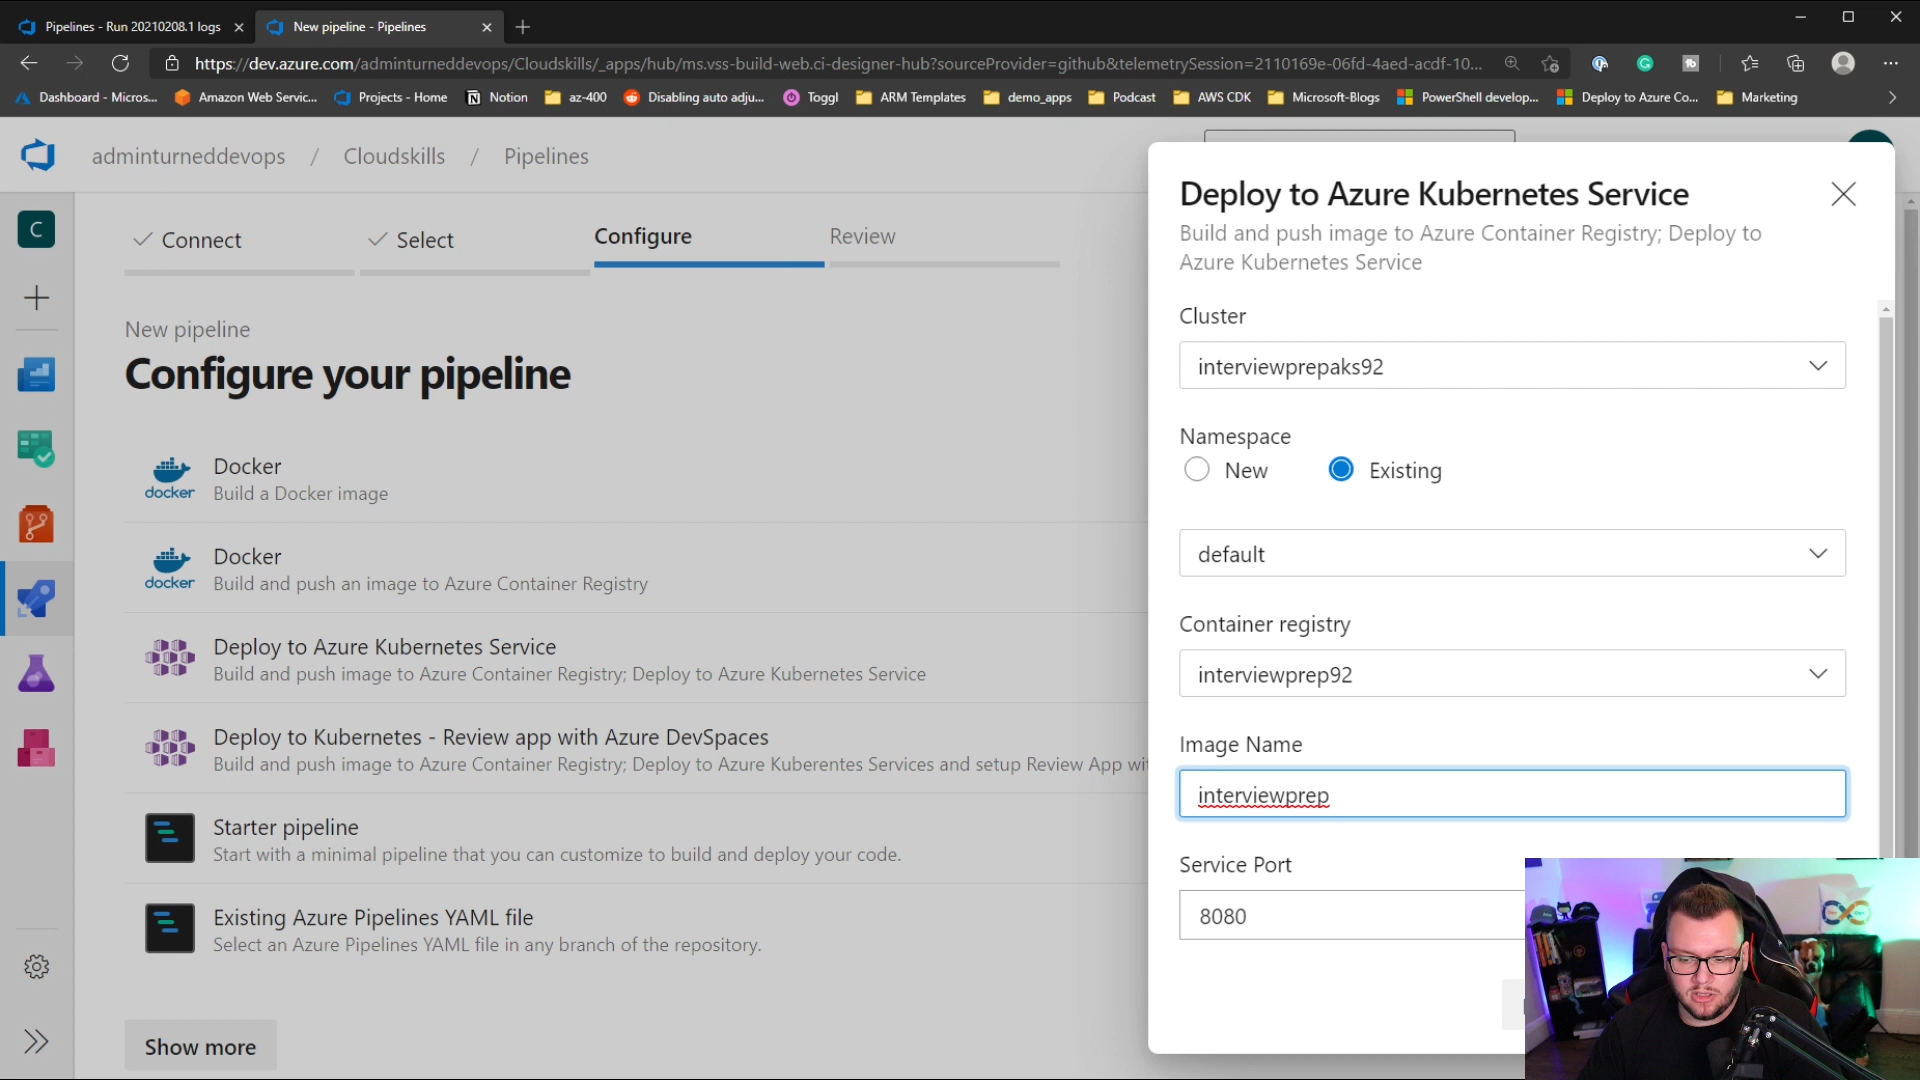 Pipelines - Run 20210208.1 logs
New pipeline - Pipelines
https://dev.azure.com/adminturneddevops/Cloudskills/_apps/hub/ms.vss-build-web.ci-designer-hub?sourceProvider=github&telemetrySession=2110169e-06fd-4aed-acdf-10...
Dashboard - Micros...
Amazon Web Servic...
Projects - Home
Notion
az-400
Disabling auto adju...
Toggl
ARM Templates
demo_apps
Podcast
AWS CDK
Microsoft-Blogs
PowerShell develop...
Deploy to Azure Co...
Marketing
adminturneddevops / Cloudskills / Pipelines
C
Connect
Select
Configure
Review
New pipeline
Configure your pipeline
docker
Docker
Build a Docker image
docker
Docker
Build and push an image to Azure Container Registry
Deploy to Azure Kubernetes Service
Build and push image to Azure Container Registry; Deploy to Azure Kubernetes Service
Deploy to Kubernetes - Review app with Azure DevSpaces
Build and push image to Azure Container Registry; Deploy to Azure Kuberentes Services and setup Review App wi
Starter pipeline
Start with a minimal pipeline that you can customize to build and deploy your code.
Existing Azure Pipelines YAML file
Select an Azure Pipelines YAML file in any branch of the repository.
Show more
Deploy to Azure Kubernetes Service
Build and push image to Azure Container Registry; Deploy to
Azure Kubernetes Service
Cluster
interviewprepaks92
Namespace
New
Existing
default
Container registry
interviewprep92
Image Name
interviewprep
Service Port
8080